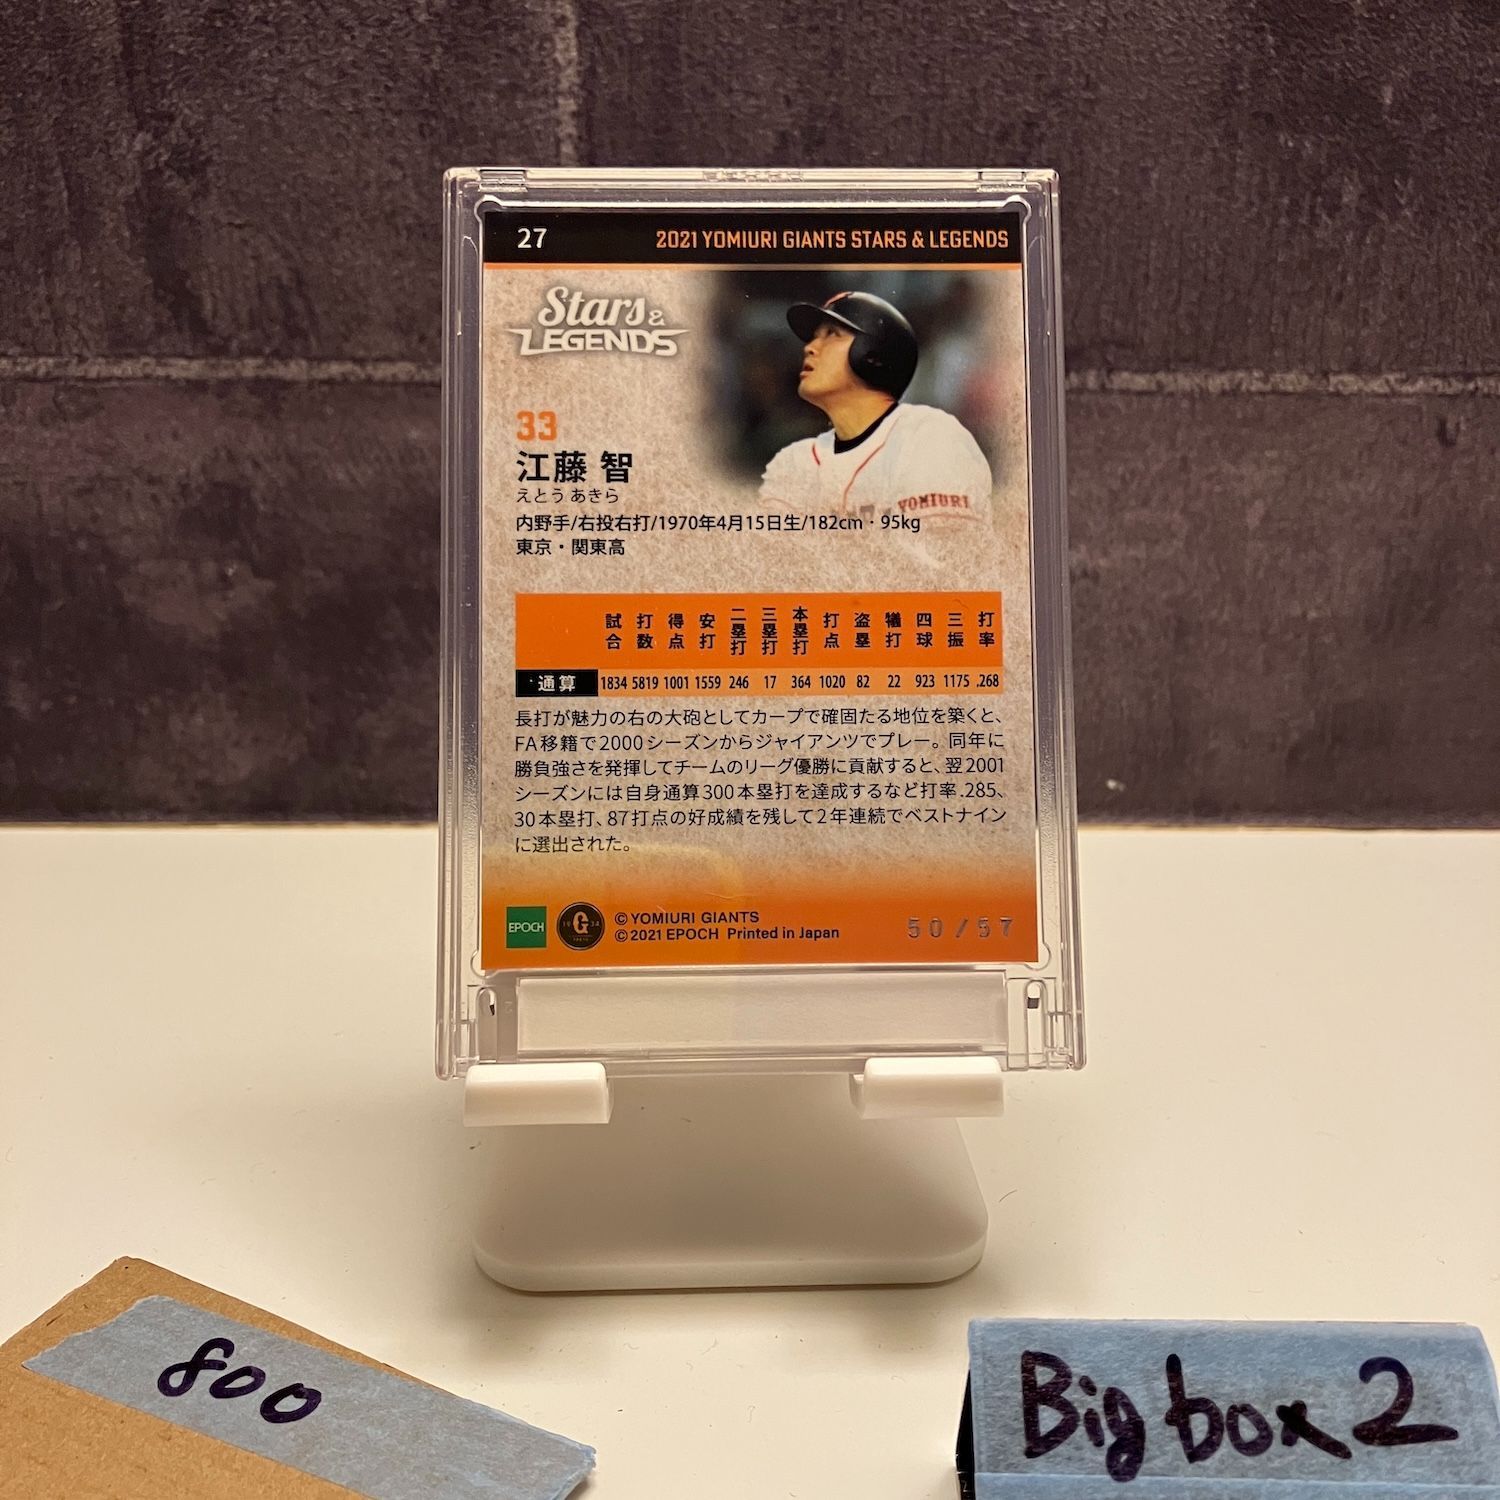 27 2021 YOMIURI GIANTS STARS & LEGENDS
Stars &
LEGENDS
33
江藤 智
えとう あきら
内野手/右投右打/1970年4月15日生/182cm・95kg
東京・関東高
YOMIURI
試合 打数 得点 安打 二塁打 三塁打 本塁打 打点 盗塁 犠打 四球 三振 打率
通算 1834 5819 1001 1559 246 17 364 1020 82 22 923 1175 .268
長打が魅力の右の大砲としてカープで確固たる地位を築くと、
FA移籍で2000シーズンからジャイアンツでプレー。同年に
勝負強さを発揮してチームのリーグ優勝に貢献すると、翌2001
シーズンには自身通算300本塁打を達成するなど打率.285、
30本塁打、87打点の好成績を残して2年連続でベストナイン
に選出された。
EPOCH
G
©YOMIURI GIANTS
©2021 EPOCH Printed in Japan
50/57
800
Big box 2